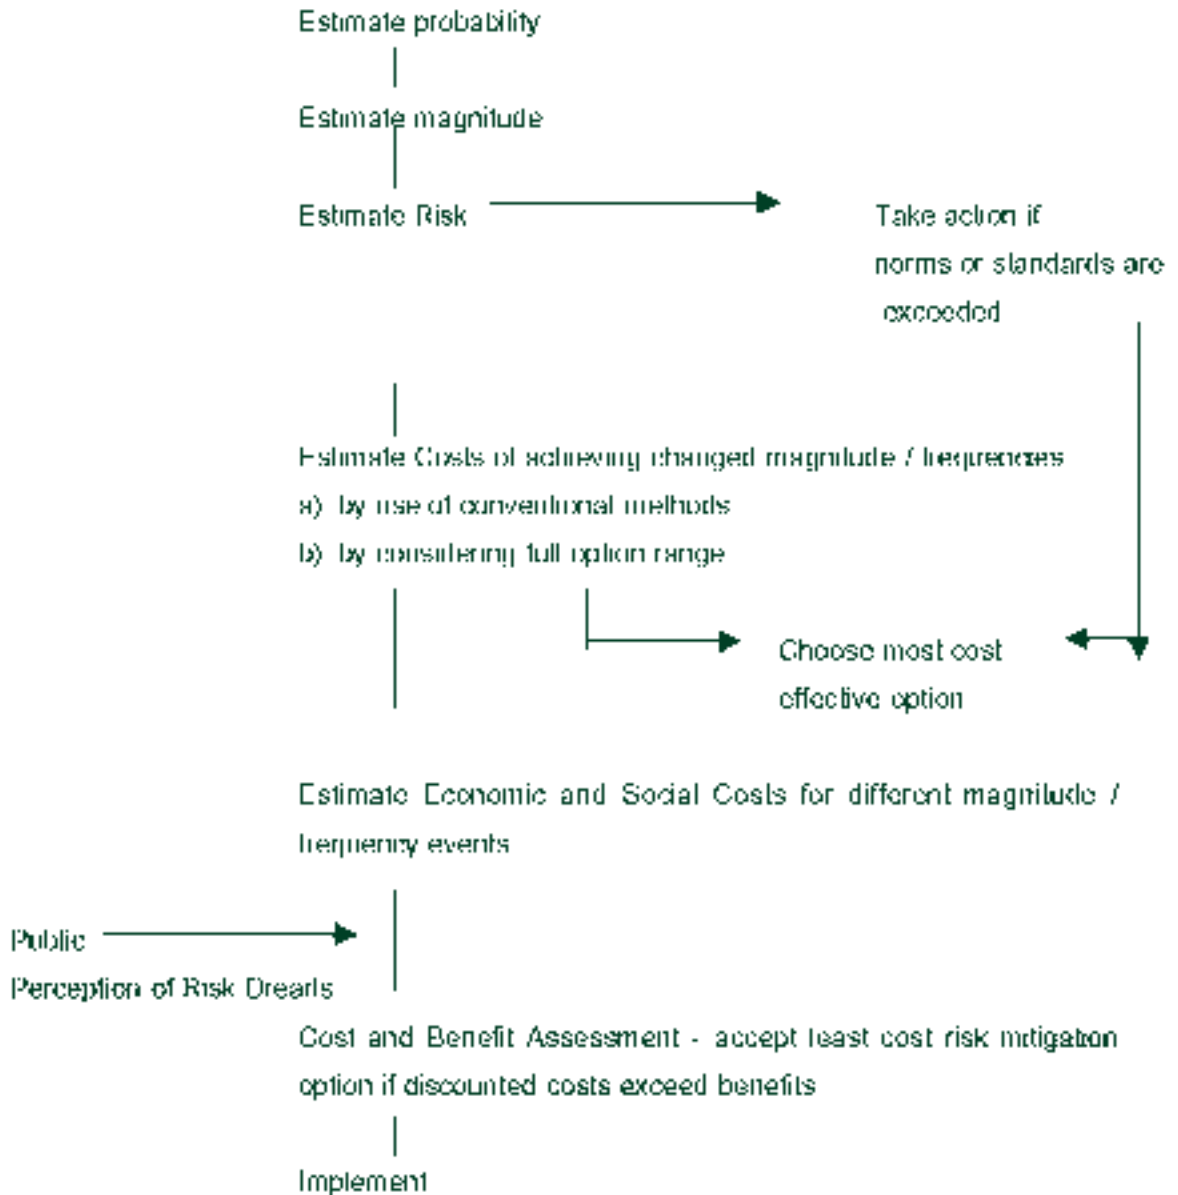 Estimate probability
Estimate magnitude
Estimate Risk
Take action if
norms or standards are
exceeded
Estimate Costs of achieving changed magnitude / frequencies
a) by use of conventional methods
b) by considering full option range
Choose most cost
effective option
Estimate Economic and Social Costs for different magnitude /
frequency events
Public
Perception of Risk
Cost and Benefit Assessment - accept least cost risk mitigation
option if discounted costs exceed benefits
Implement